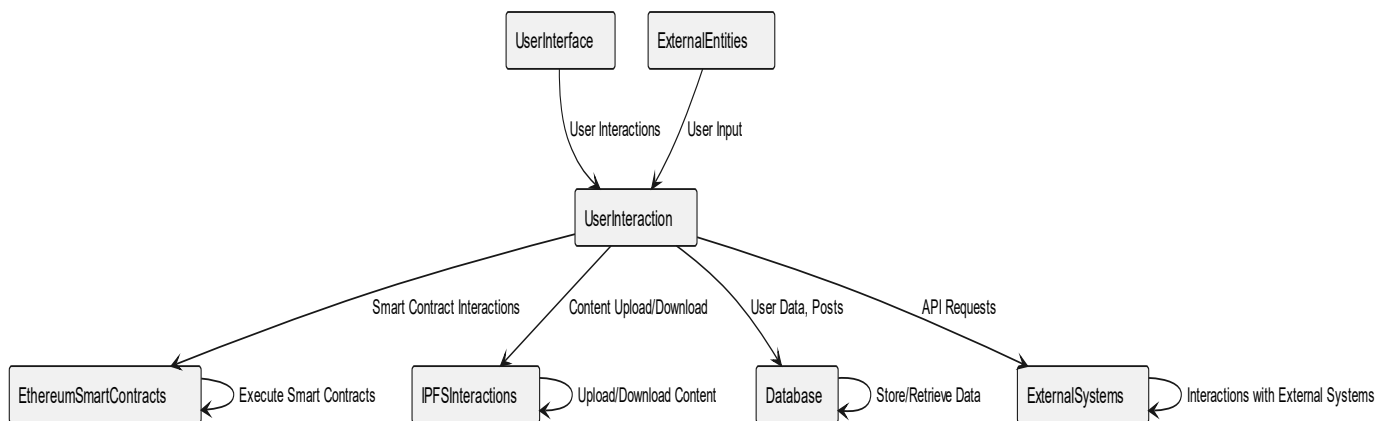 UserInterface
ExternalEntities
User Interactions
User Input
UserInteraction
Smart Contract Interactions
Content Upload/Download
User Data, Posts
API Requests
EthereumSmartContracts
Execute Smart Contracts
IPFSInteractions
Upload/Download Content
Database
Store/Retrieve Data
ExternalSystems
Interactions with External Systems